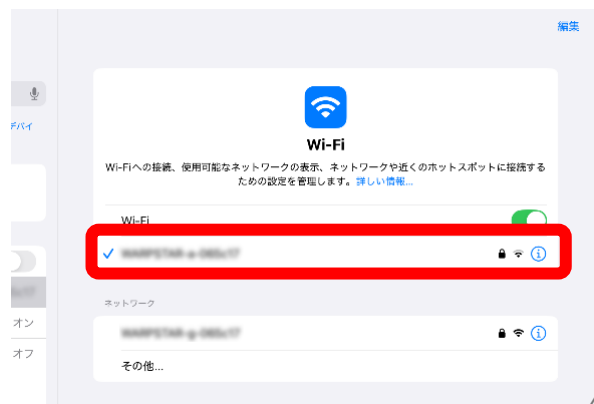 編集
デバイ
Wi-Fi
Wi-Fiへの接続、使用可能なネットワークの表示、ネットワークや近くのホットスポットに接続する
ための設定を管理します。詳しい情報...
Wi-Fi
ネットワーク
オン
オフ
その他...